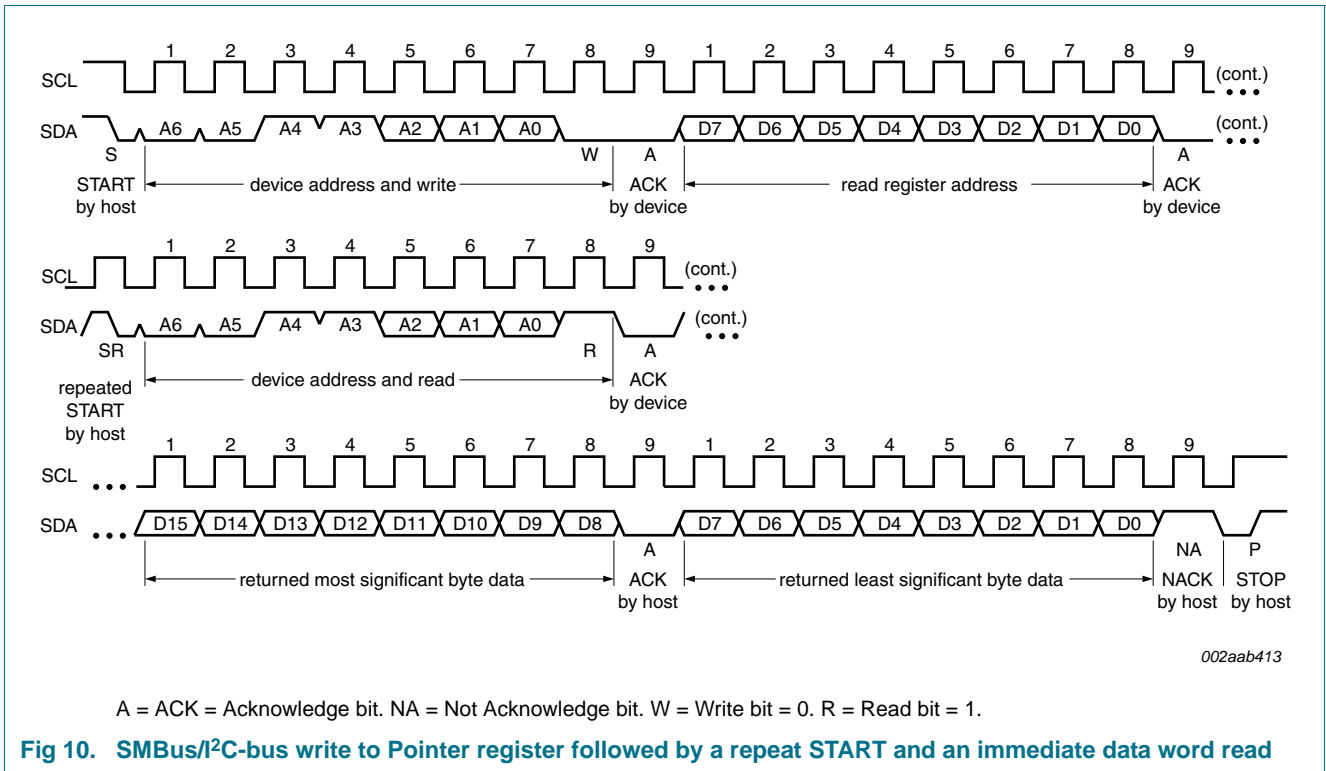 1 2 3 4 5 6 7 8 9 1 2 3 4 5 6 7 8 9
SCL (cont.)
SDA A6 A5 A4 A3 A2 A1 A0 D7 D6 D5 D4 D3 D2 D1 D0 (cont.)
S W A A
START device address and write ACK read register address ACK
by host by device by device
1 2 3 4 5 6 7 8 9
SCL (cont.)
SDA A6 A5 A4 A3 A2 A1 A0 (cont.)
SR R A
repeated device address and read ACK
START by device
by host
1 2 3 4 5 6 7 8 9 1 2 3 4 5 6 7 8 9
SCL
SDA D15 D14 D13 D12 D11 D10 D9 D8 D7 D6 D5 D4 D3 D2 D1 D0
A NA P
returned most significant byte data ACK returned least significant byte data NACK STOP
by host by host by host
002aab413
A = ACK = Acknowledge bit. NA = Not Acknowledge bit. W = Write bit = 0. R = Read bit = 1.
Fig 10. SMBus/I²C-bus write to Pointer register followed by a repeat START and an immediate data word read